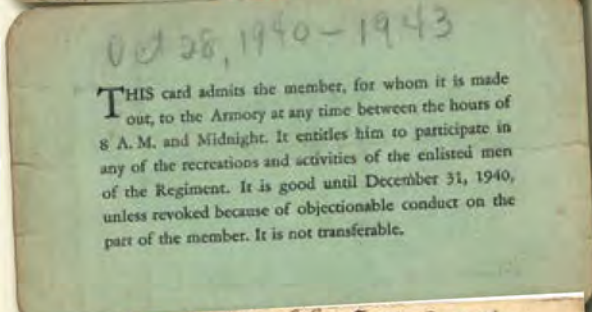 Oct 28, 1940-1943
THIS card admits the member, for whom it is made
out, to the Armory at any time between the hours of
8 A. M. and Midnight. It entitles him to participate in
any of the recreations and activities of the enlisted men
of the Regiment. It is good until December 31, 1940,
unless revoked because of objectionable conduct on the
part of the member. It is not transferable.